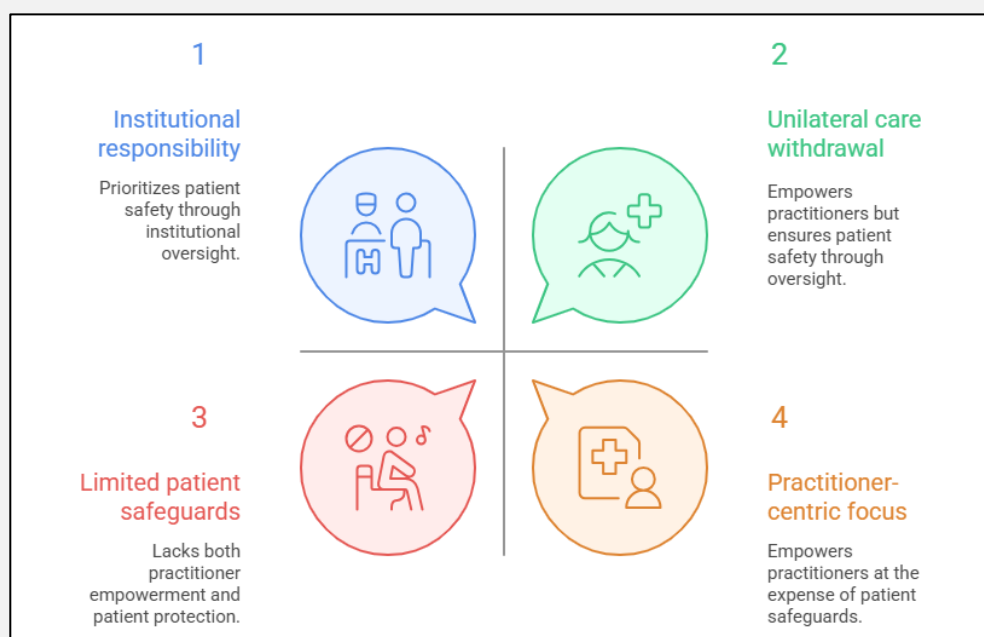 1
Institutional
responsibility
Prioritizes patient
safety through
institutional
oversight.
2
Unilateral care
withdrawal
Empowers
practitioners but
ensures patient
safety through
oversight.
3
Limited patient
safeguards
Lacks both
practitioner
empowerment and
patient protection.
4
Practitioner-
centric focus
Empowers
practitioners at the
expense of patient
safeguards.